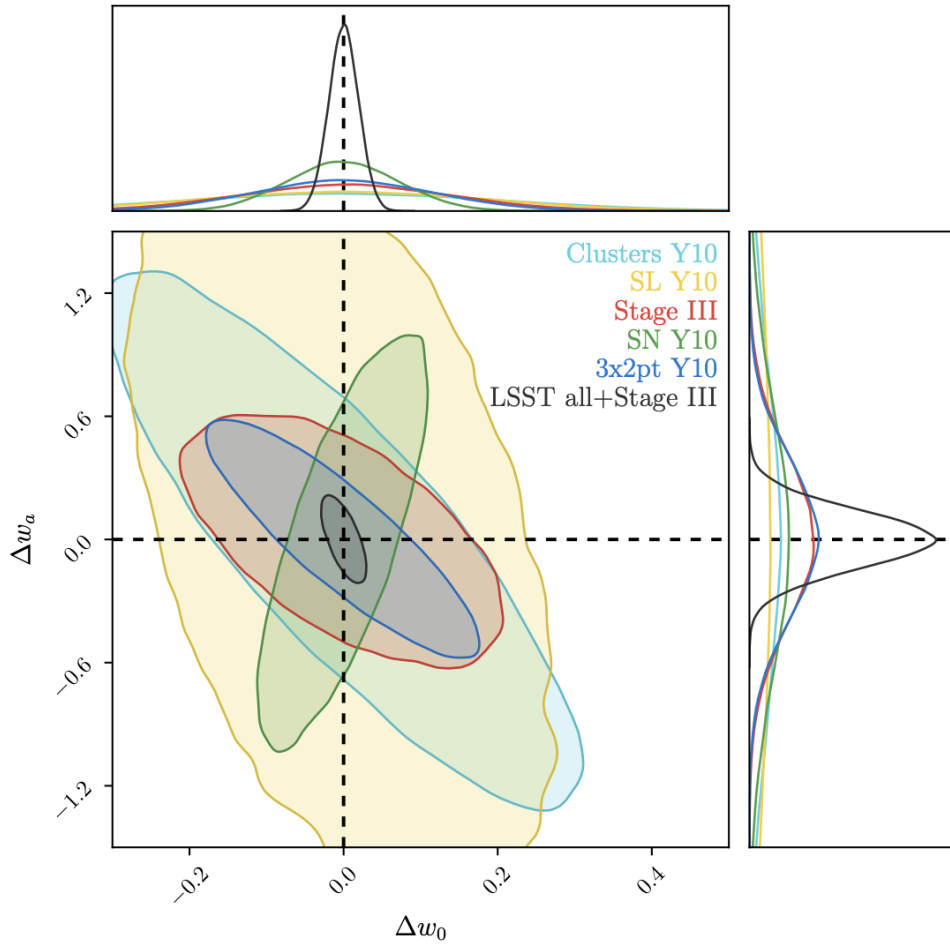 Clusters Y10
SL Y10
Stage III
SN Y10
3x2pt Y10
LSST all+Stage III
1.2
0.6
0.0
−0.6
−1.2
Δwₐ
−0.2
0.0
0.2
0.4
Δw₀